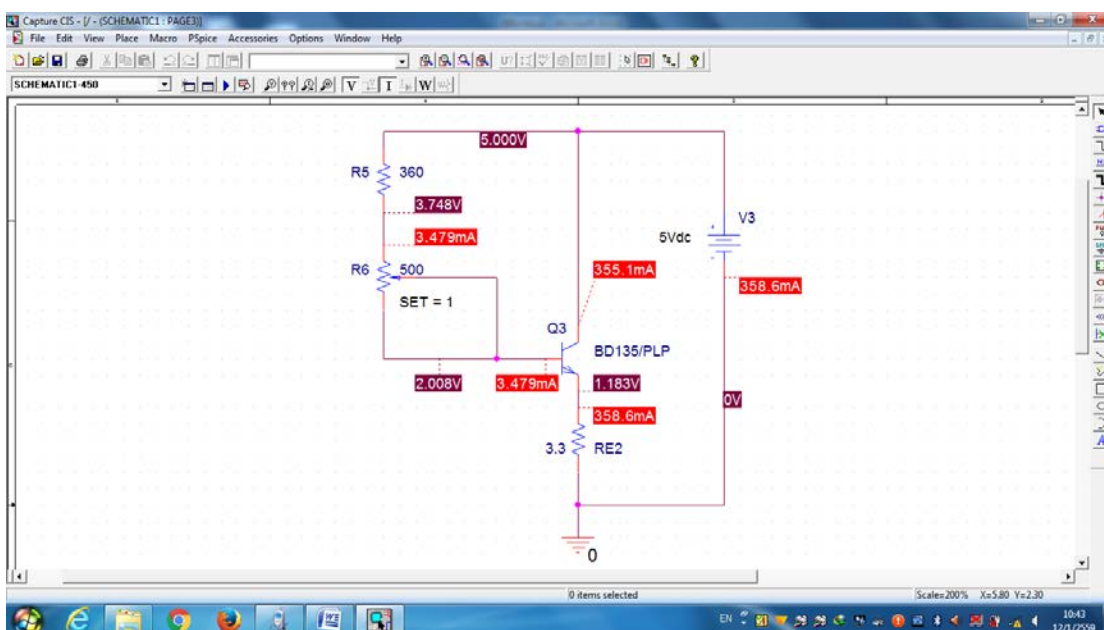 Capture CIS - [/ - (SCHEMATIC1 : PAGE3)]
File Edit View Place Macro PSpice Accessories Options Window Help
SCHEMATIC1-450
V I W
5.000V
R5 360
3.748V
V3
5Vdc
3.479mA
R6 500
355.1mA
358.6mA
SET = 1
Q3
BD135/PLP
2.008V 3.479mA 1.183V
0V
358.6mA
3.3 RE2
0
0 items selected Scale=200% X=5.80 Y=2.30
EN 10:43
12/1/2559